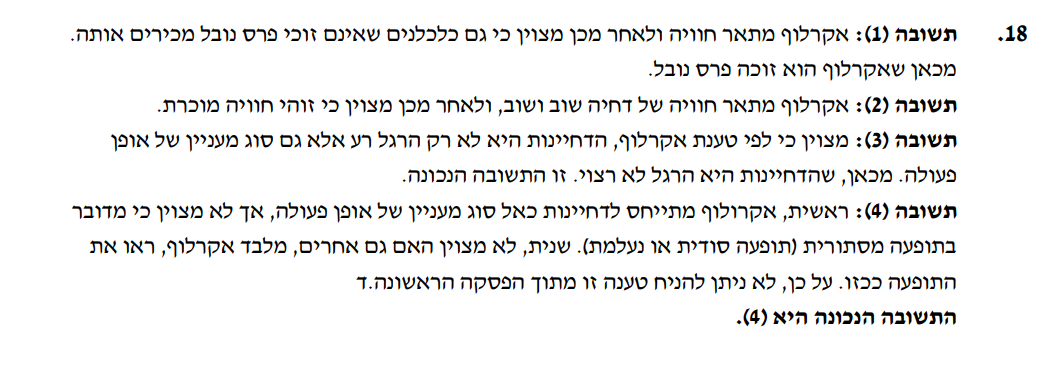 18. תשובה (1): אקרלוף מתאר חוויה ולאחר מכן מצוין כי גם כלכלנים שאינם זוכי פרס נובל מכירים אותה.
מכאן שאקרלוף הוא זוכה פרס נובל.
תשובה (2): אקרלוף מתאר חוויה של דחיה שוב ושוב, ולאחר מכן מצוין כי זוהי חוויה מוכרת.
תשובה (3): מצוין כי לפי טענת אקרלוף, הדחיינות היא לא רק הרגל רע אלא גם סוג מעניין של אופן
פעולה. מכאן, שהדחיינות היא הרגל לא רצוי. זו התשובה הנכונה.
תשובה (4): ראשית, אקרולוף מתייחס לדחיינות כאל סוג מעניין של אופן פעולה, אך לא מצוין כי מדובר
בתופעה מסתורית (תופעה סודית או נעלמת). שנית, לא מצוין האם גם אחרים, מלבד אקרלוף, ראו את
התופעה ככזו. על כן, לא ניתן להניח טענה זו מתוך הפסקה הראשונה.ד
התשובה הנכונה היא (4).